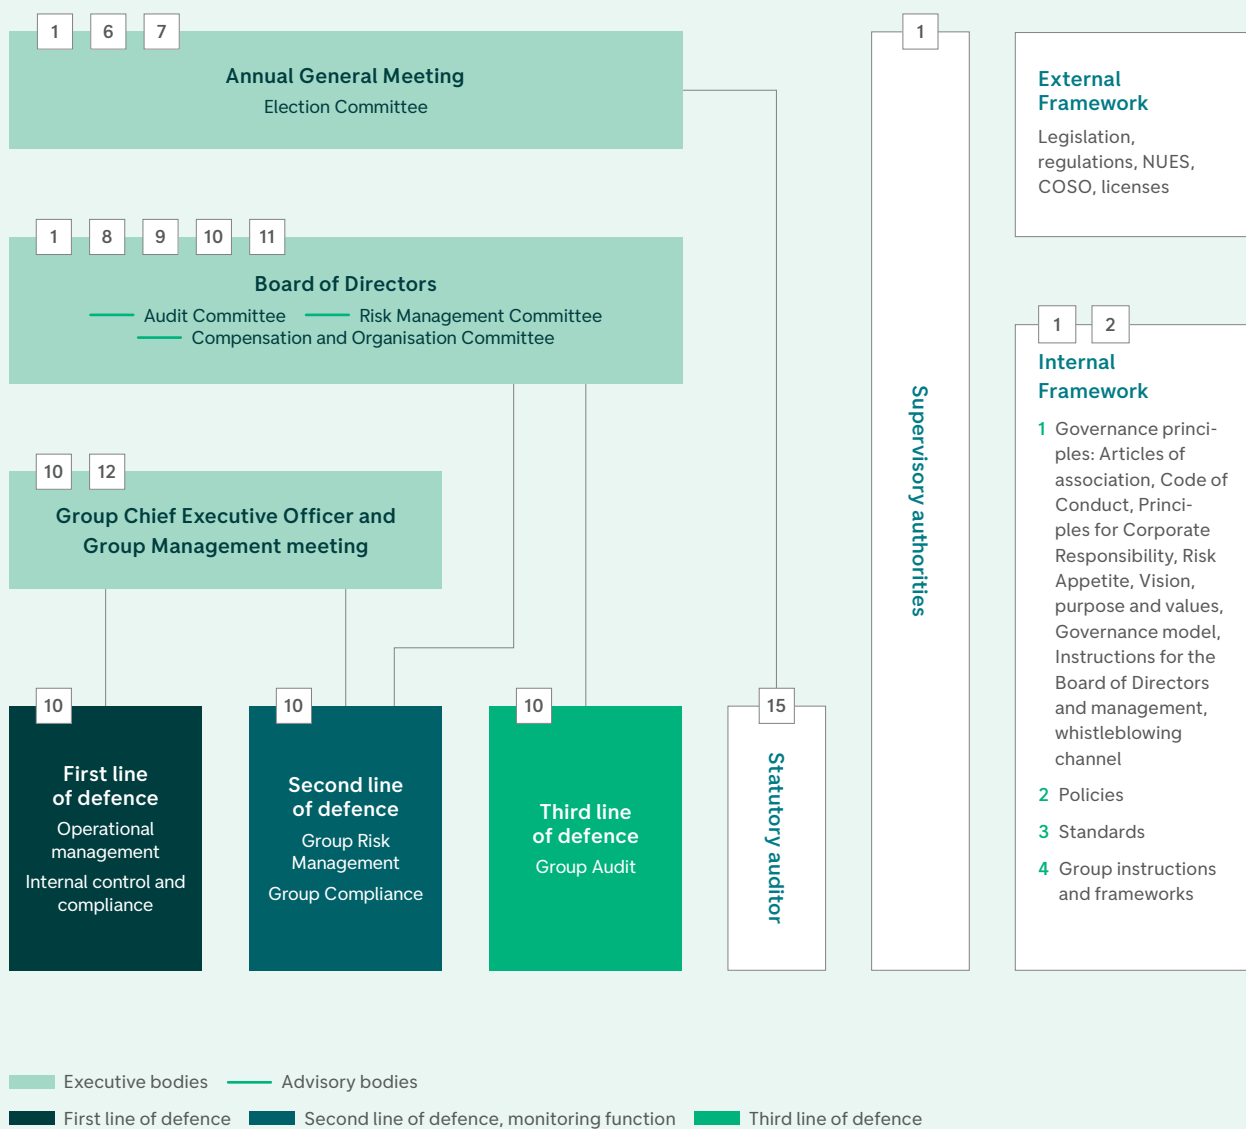 1 6 7
Annual General Meeting
Election Committee
1 8 9 10 11
Board of Directors
Audit Committee Risk Management Committee
Compensation and Organisation Committee
10 12
Group Chief Executive Officer and
Group Management meeting
10
First line
of defence
Operational
management
Internal control and
compliance
10
Second line
of defence
Group Risk
Management
Group Compliance
10
Third line
of defence
Group Audit
15
Statutory auditor
1
Supervisory authorities
External
Framework
Legislation,
regulations, NUES,
COSO, licenses
1 2
Internal
Framework
1 Governance princi-
ples: Articles of
association, Code of
Conduct, Princi-
ples for Corporate
Responsibility, Risk
Appetite, Vision,
purpose and values,
Governance model,
Instructions for the
Board of Directors
and management,
whistleblowing
channel
2 Policies
3 Standards
4 Group instructions
and frameworks
Executive bodies Advisory bodies
First line of defence Second line of defence, monitoring function Third line of defence